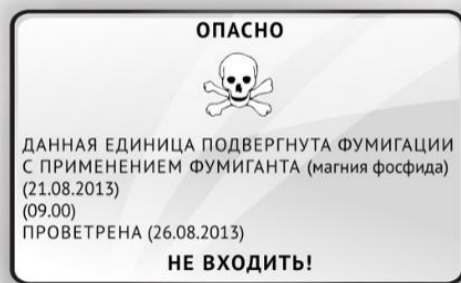 ОПАСНО
ДАННАЯ ЕДИНИЦА ПОДВЕРГНУТА ФУМИГАЦИИ
С ПРИМЕНЕНИЕМ ФУМИГАНТА (магния фосфида)
(21.08.2013)
(09.00)
ПРОВЕТРЕНА (26.08.2013)
НЕ ВХОДИТЬ!